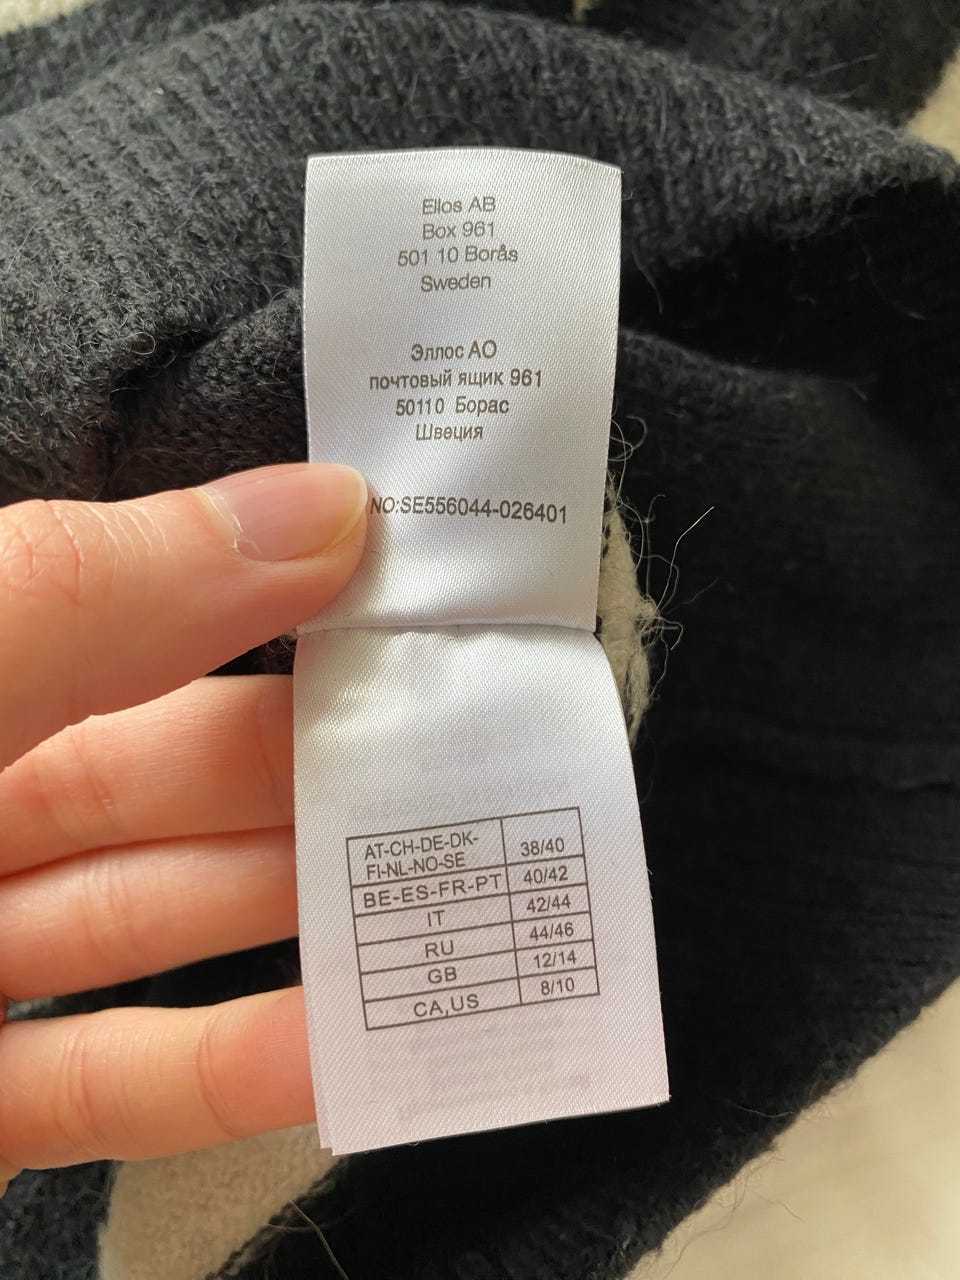 Ellos AB
Box 961
501 10 Borås
Sweden
Эллос АО
почтовый ящик 961
50110 Борас
Швеция
NO:SE556044-026401
AT-CH-DE-DK-
FI-NL-NO-SE 38/40
BE-ES-FR-PT 40/42
IT 42/44
RU 44/46
GB 12/14
CA,US 8/10